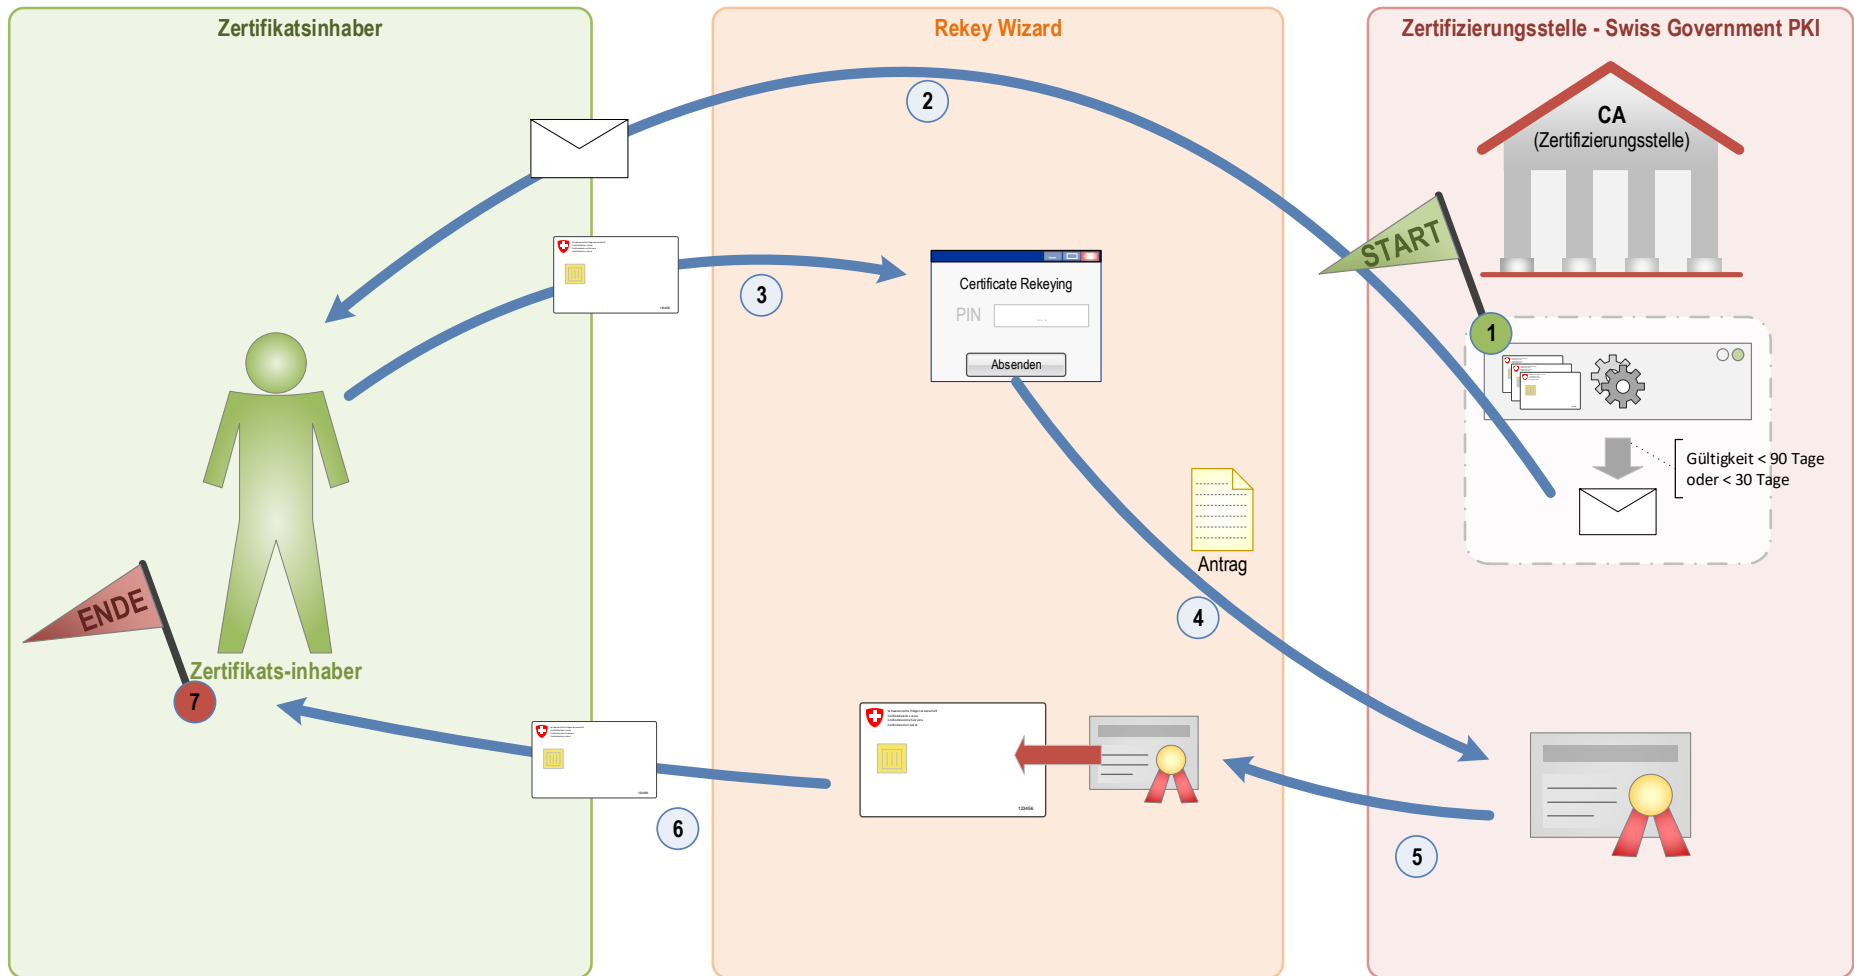 Zertifikatsinhaber
Rekey Wizard
Zertifizierungsstelle - Swiss Government PKI
2
CA
(Zertifizierungsstelle)
START
3
Certificate Rekeying
PIN
....
Absenden
1
Gültigkeit < 90 Tage
oder < 30 Tage
Antrag
4
ENDE
Zertifikats-inhaber
7
123456
6
5